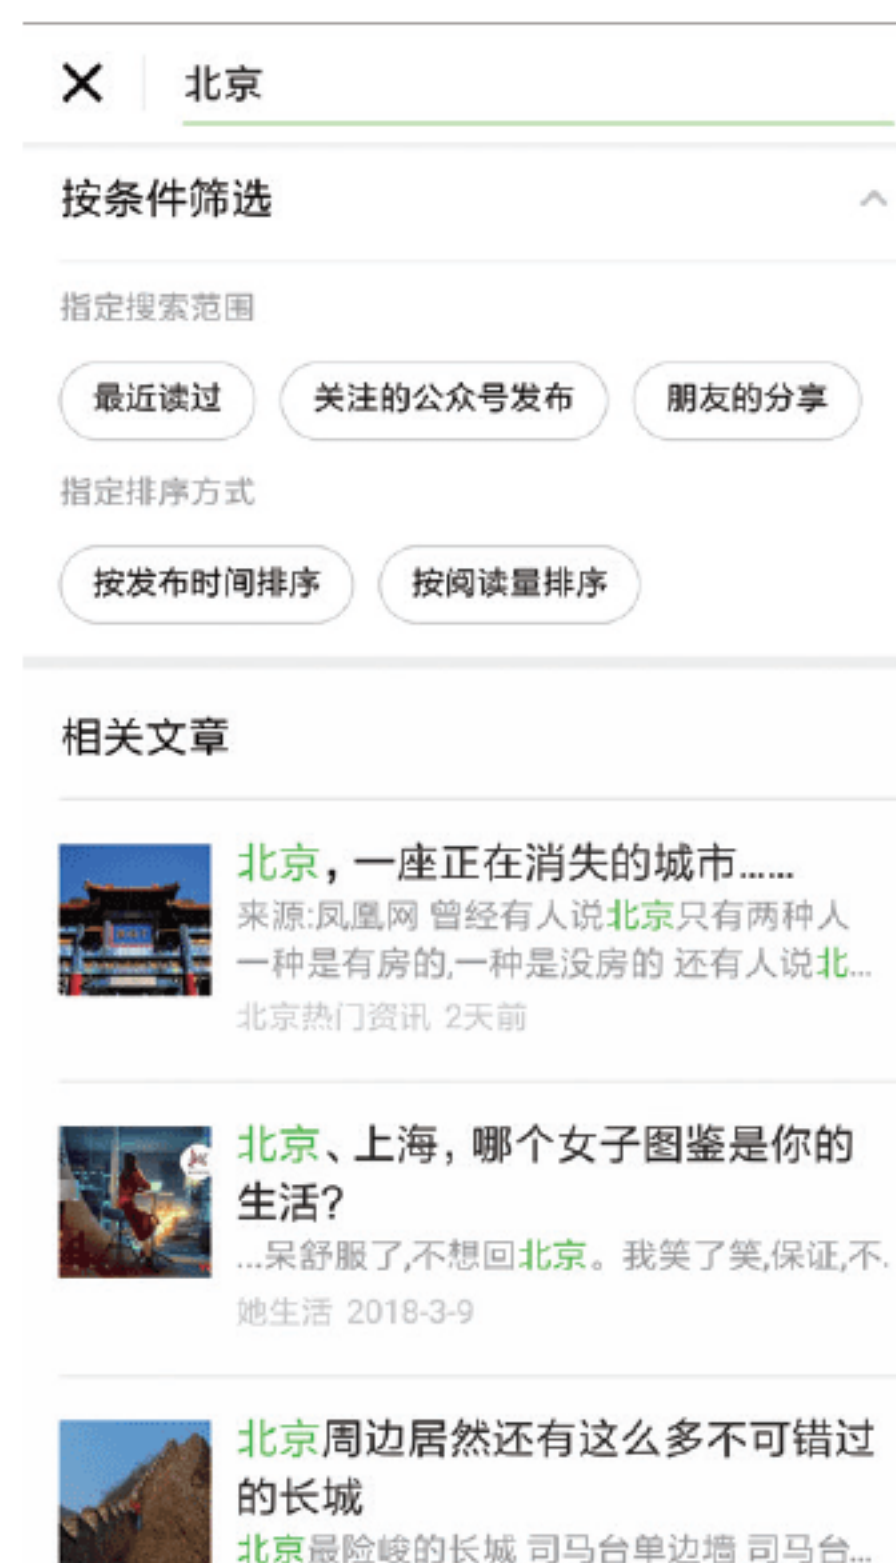 北京
按条件筛选
指定搜索范围
最近读过 关注的公众号发布 朋友的分享
指定排序方式
按发布时间排序 按阅读量排序
相关文章
北京，一座正在消失的城市......
来源:凤凰网 曾经有人说北京只有两种人
一种是有房的,一种是没房的 还有人说北...
北京热门资讯 2天前
北京、上海，哪个女子图鉴是你的
生活?
...呆舒服了,不想回北京。我笑了笑,保证,不.
她生活 2018-3-9
北京周边居然还有这么多不可错过
的长城
北京最险峻的长城 司马台单边墙 司马台...